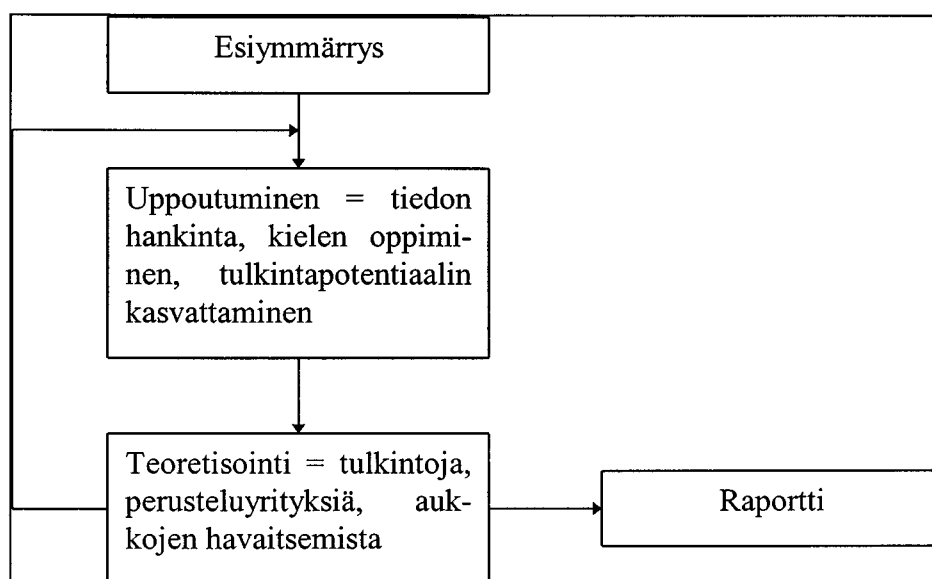 Esiymmärrys
Uppoutuminen = tiedon
hankinta, kielen oppimi-
nen, tulkintapotentiaalin
kasvattaminen
Teoretisointi = tulkintoja,
perusteluyrityksiä, auk-
kojen havaitsemista
Raportti